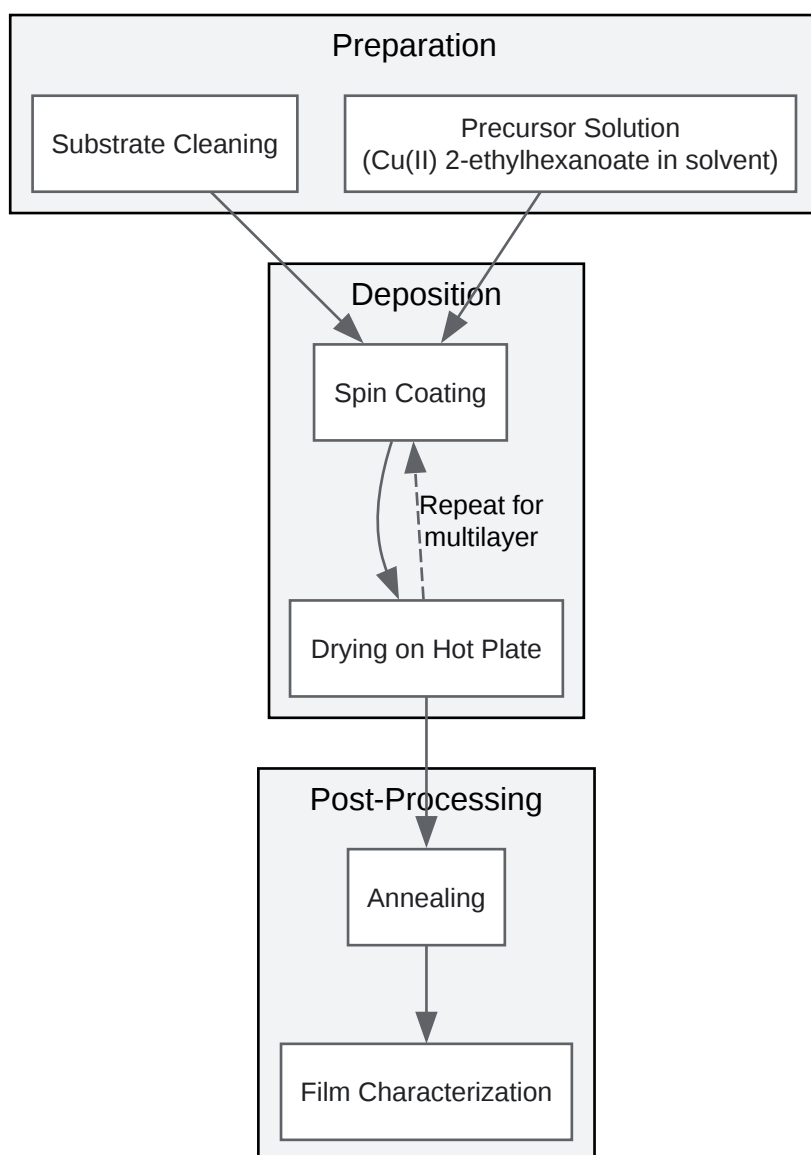 Preparation
Substrate Cleaning
Precursor Solution
(Cu(II) 2-ethylhexanoate in solvent)
Deposition
Spin Coating
Repeat for
multilayer
Drying on Hot Plate
Post-Processing
Annealing
Film Characterization